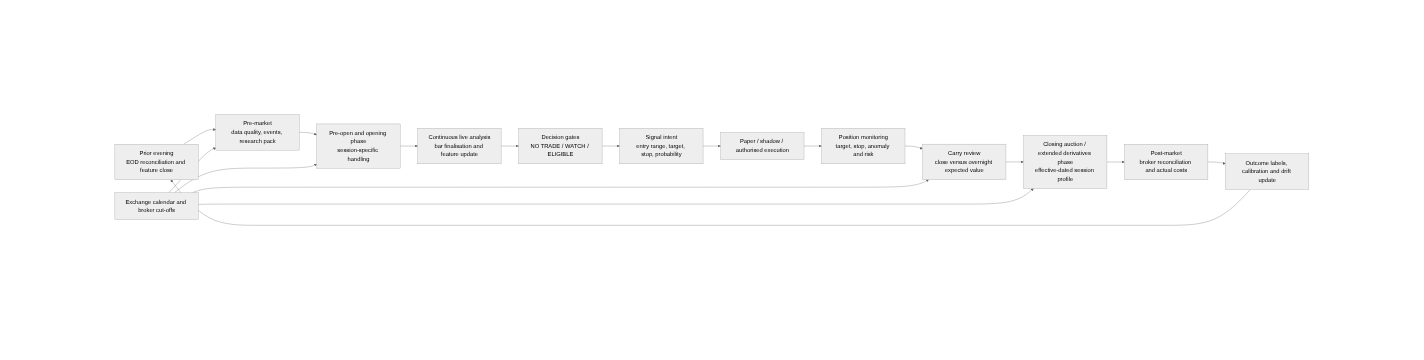 Prior evening
EOD reconciliation and
feature close
Exchange calendar and
broker cut-offs
Pre-market
data quality, events,
research pack
Pre-open and opening
phase
session-specific
handling
Continuous live analysis
bar finalisation and
feature update
Decision gates
NO TRADE / WATCH /
ELIGIBLE
Signal intent
entry range, target,
stop, probability
Paper / shadow /
authorised execution
Position monitoring
target, stop, anomaly
and risk
Carry review
close versus overnight
expected value
Closing auction /
extended derivatives
phase
effective-dated session
profile
Post-market
broker reconciliation
and actual costs
Outcome labels,
calibration and drift
update